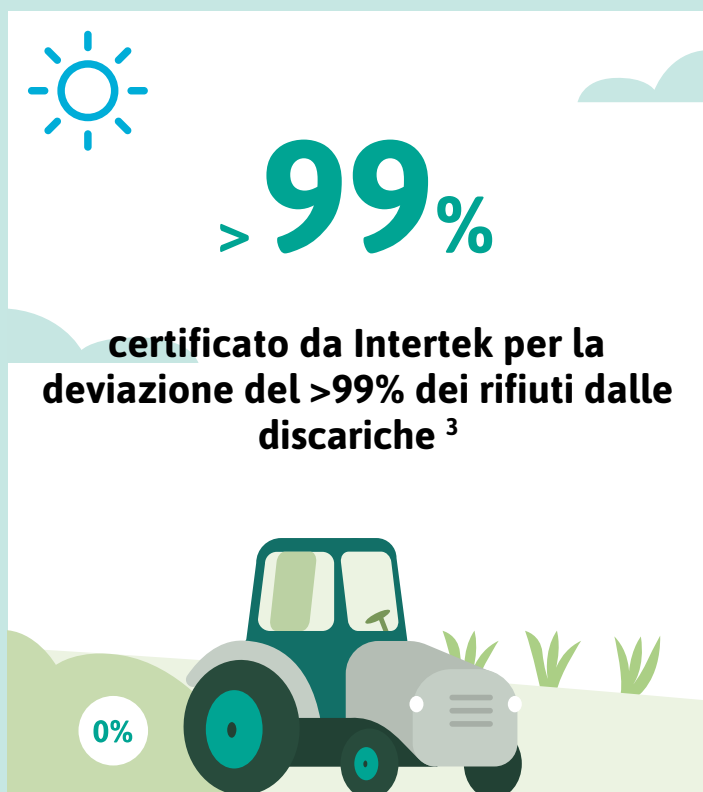 >99%
certificato da Intertek per la
deviazione del >99% dei rifiuti dalle
discariche ³
0%